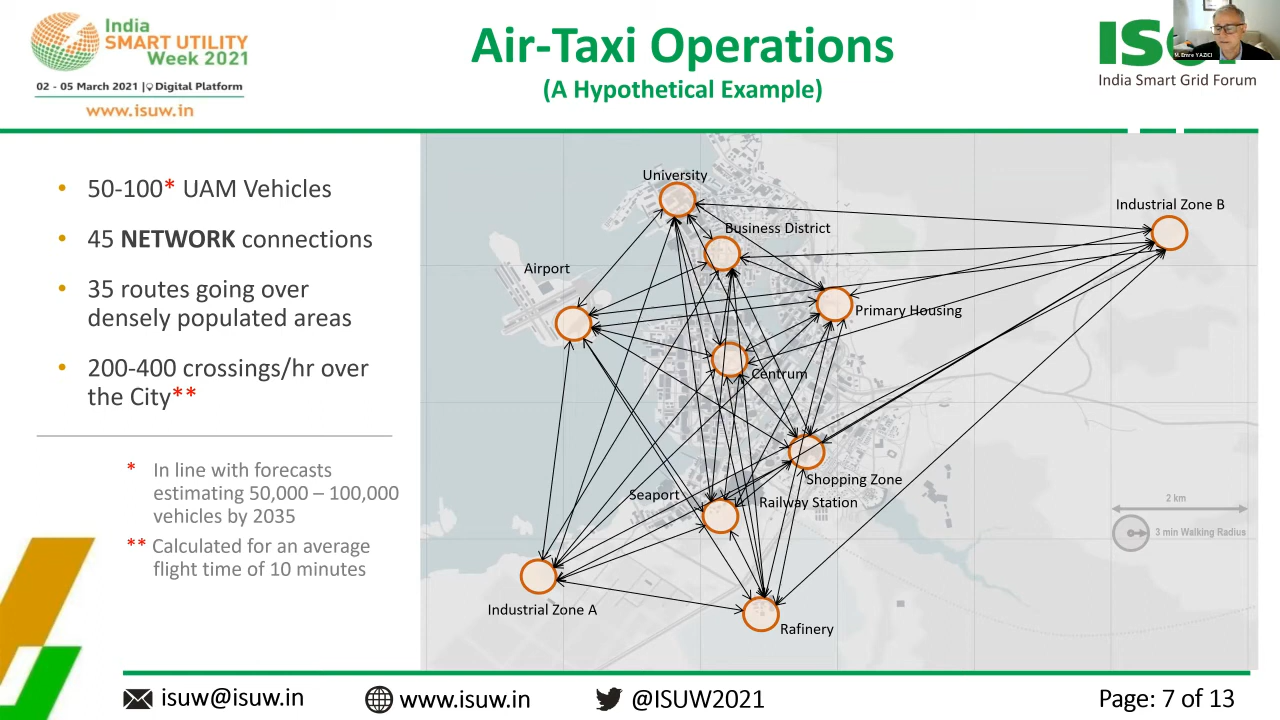 India
SMART UTILITY
Week 2021
02 - 05 March 2021 | Digital Platform
www.isuw.in
Air-Taxi Operations
(A Hypothetical Example)
M. Emre YAZICI
India Smart Grid Forum
• 50-100* UAM Vehicles
• 45 NETWORK connections
• 35 routes going over
densely populated areas
• 200-400 crossings/hr over
the City**
* In line with forecasts
estimating 50,000 – 100,000
vehicles by 2035
** Calculated for an average
flight time of 10 minutes
University
Industrial Zone B
Business District
Airport
Primary Housing
Centrum
Shopping Zone
Seaport
Railway Station
2 km
3 min Walking Radius
Industrial Zone A
Rafinery
isuw@isuw.in
www.isuw.in
@ISUW2021
Page: 7 of 13